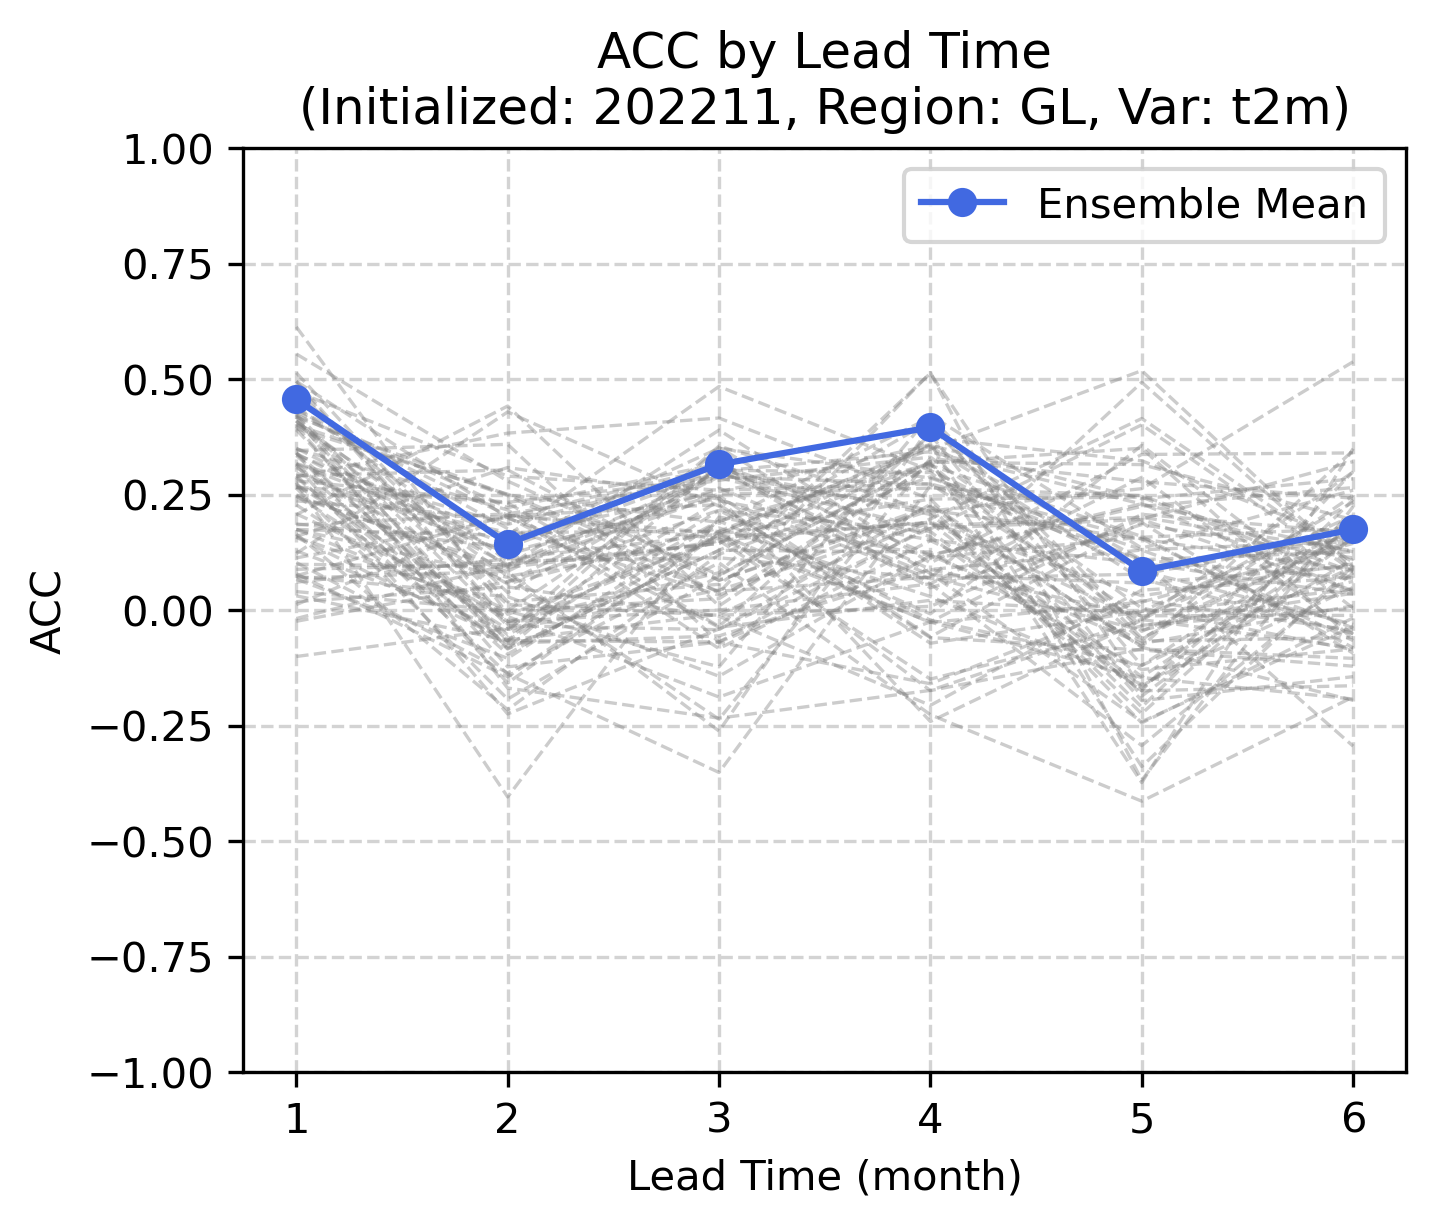 ACC by Lead Time
(Initialized: 202211, Region: GL, Var: t2m)
Ensemble Mean
ACC
1.00
0.75
0.50
0.25
0.00
−0.25
−0.50
−0.75
−1.00
1 2 3 4 5 6
Lead Time (month)